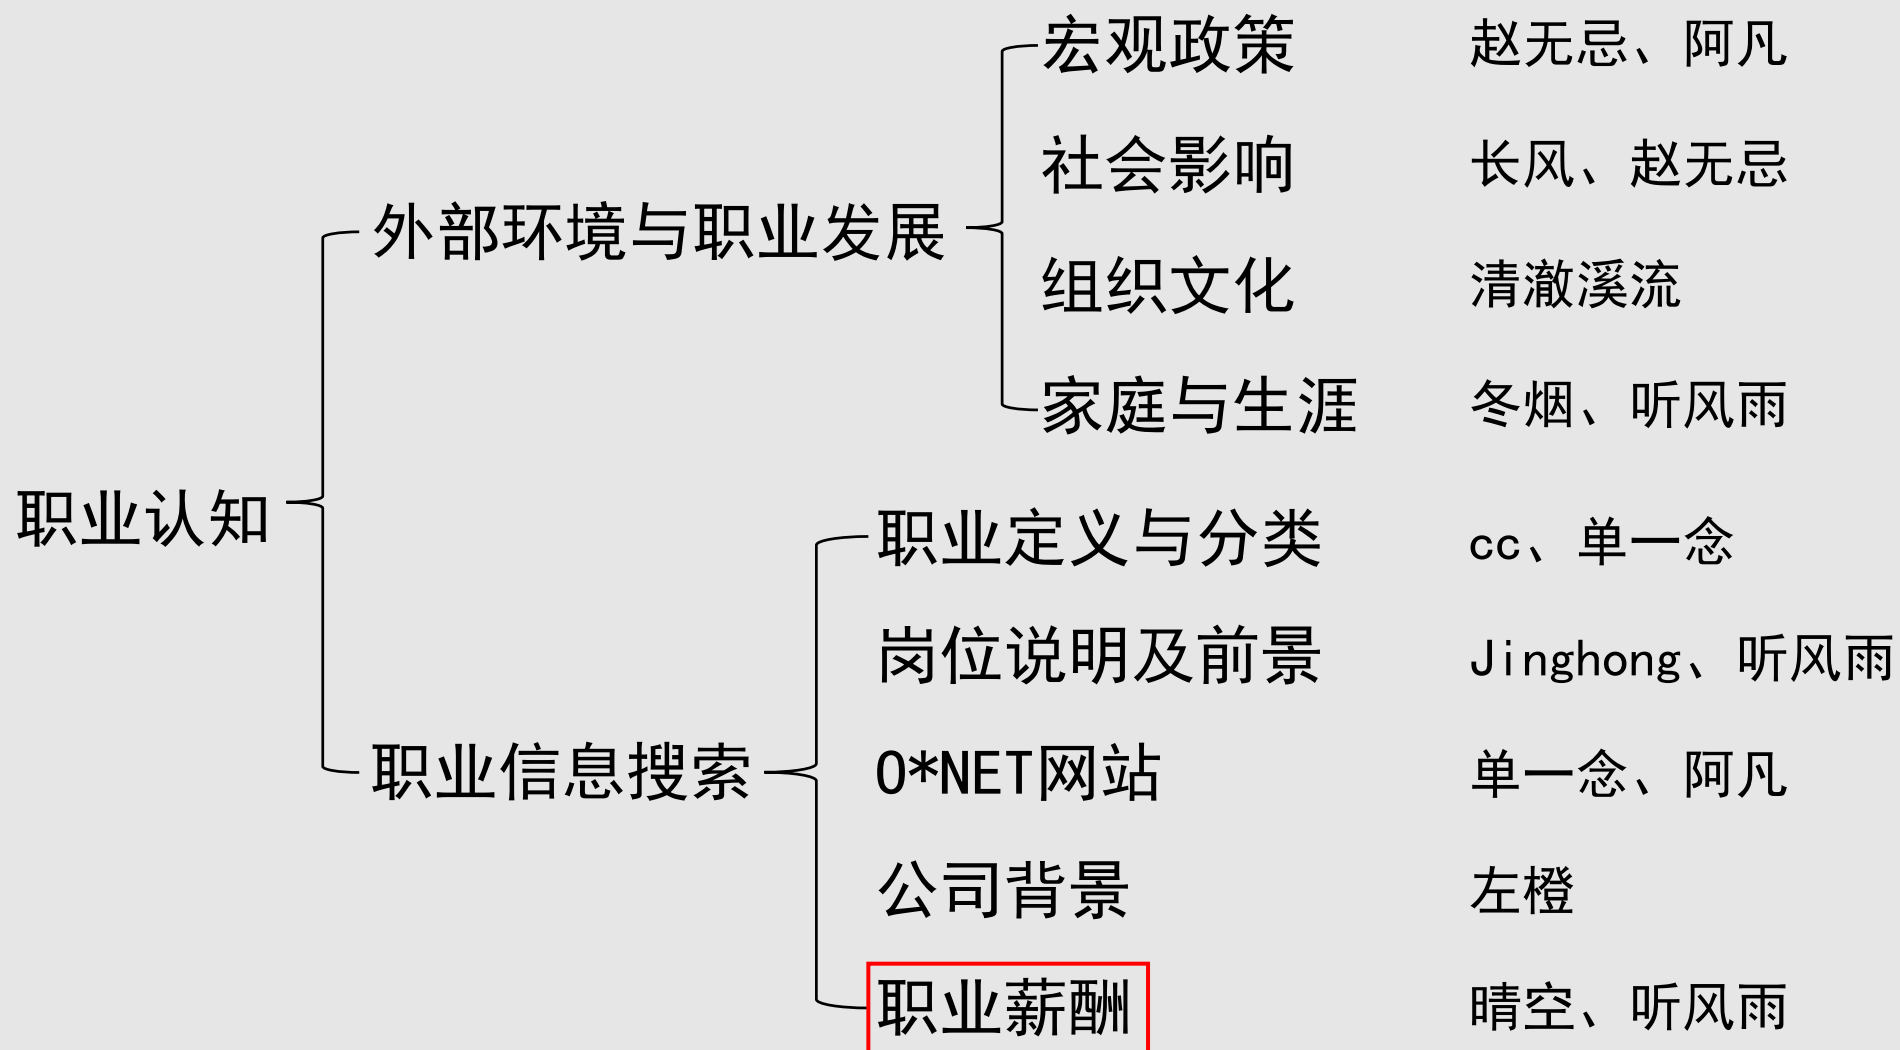 宏观政策 赵无忌、阿凡
社会影响 长风、赵无忌
外部环境与职业发展
组织文化 清澈溪流
家庭与生涯 冬烟、听风雨
职业认知
职业定义与分类 cc、单一念
岗位说明及前景 Jinghong、听风雨
职业信息搜索
O*NET网站 单一念、阿凡
公司背景 左橙
职业薪酬 晴空、听风雨